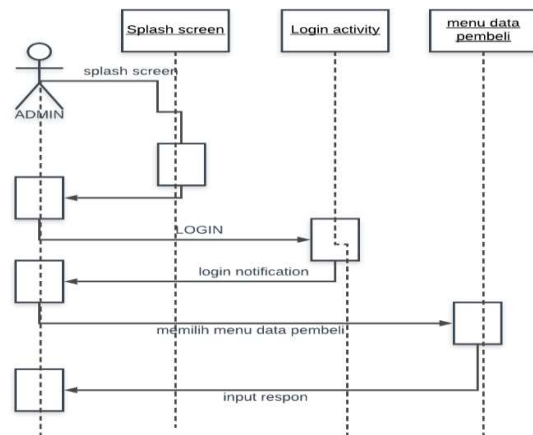 Splash screen
Login activity
menu data
pembeli
splash screen
ADMIN
LOGIN
login notification
memilih menu data pembeli
input respon